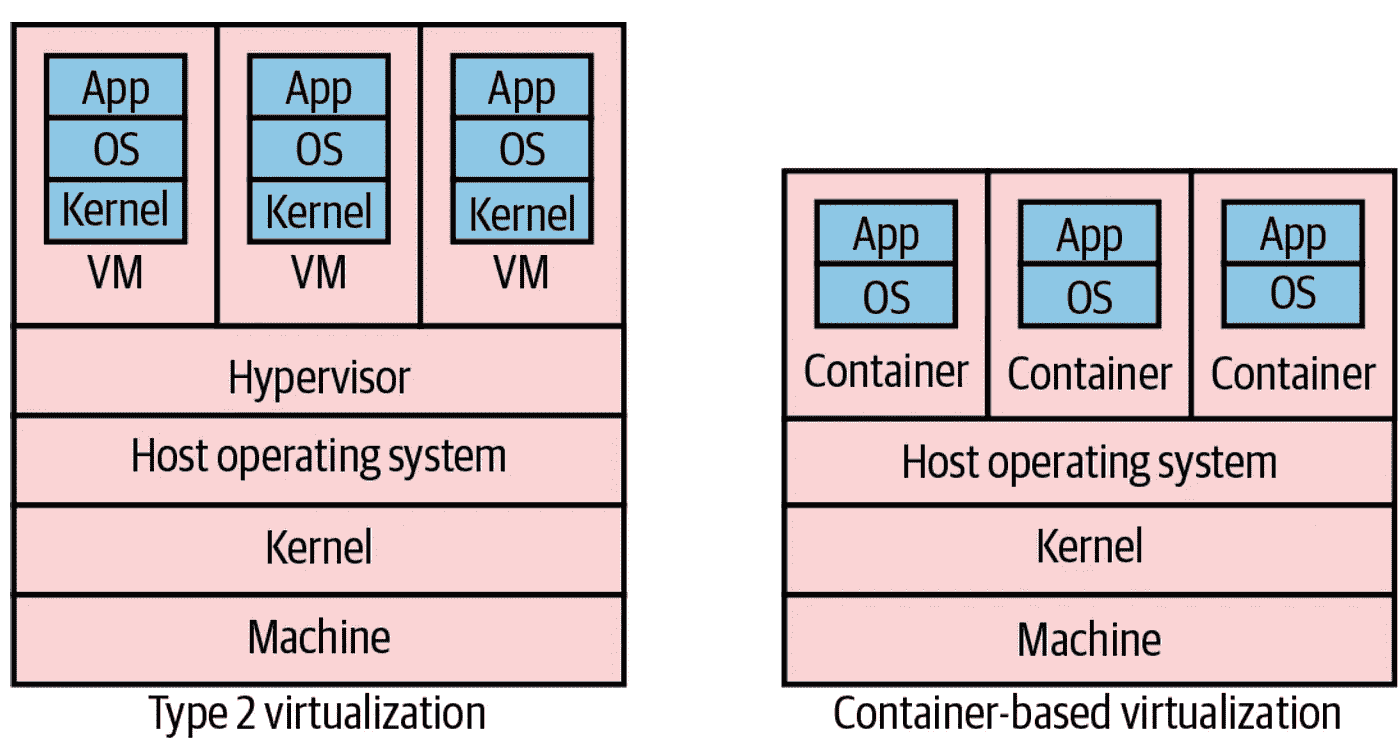 App
OS
Kernel
VM
App
OS
Kernel
VM
App
OS
Kernel
VM
Hypervisor
Host operating system
Kernel
Machine
Type 2 virtualization
App
OS
Container
App
OS
Container
App
OS
Container
Host operating system
Kernel
Machine
Container-based virtualization